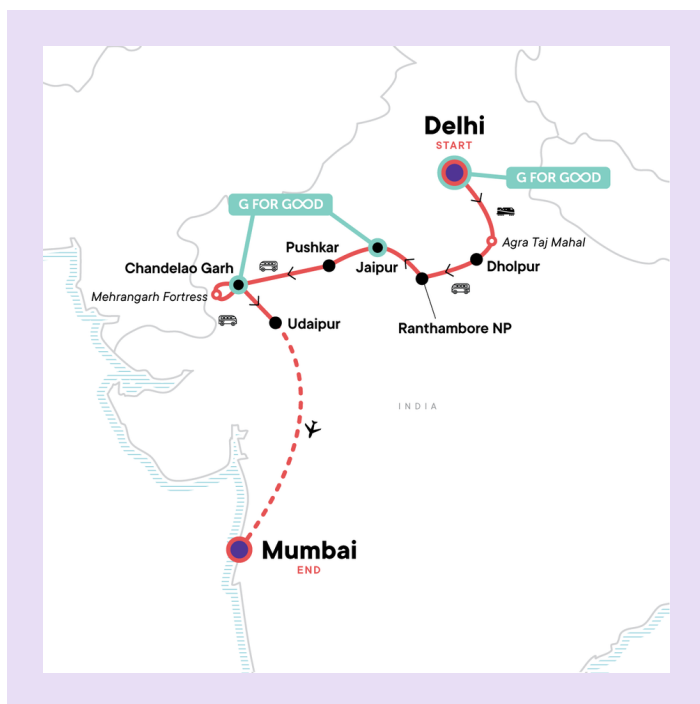 Delhi
START
G FOR GOOD
G FOR GOOD
Agra Taj Mahal
Pushkar
Jaipur
Dholpur
Chandelao Garh
Mehrangarh Fortress
Udaipur
Ranthambore NP
INDIA
Mumbai
END